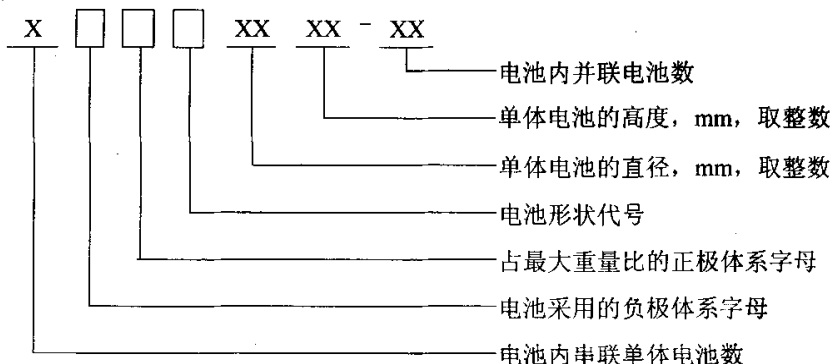 X □ □ □ XX XX - XX
电池内并联电池数
单体电池的高度，mm，取整数
单体电池的直径，mm，取整数
电池形状代号
占最大重量比的正极体系字母
电池采用的负极体系字母
电池内串联单体电池数